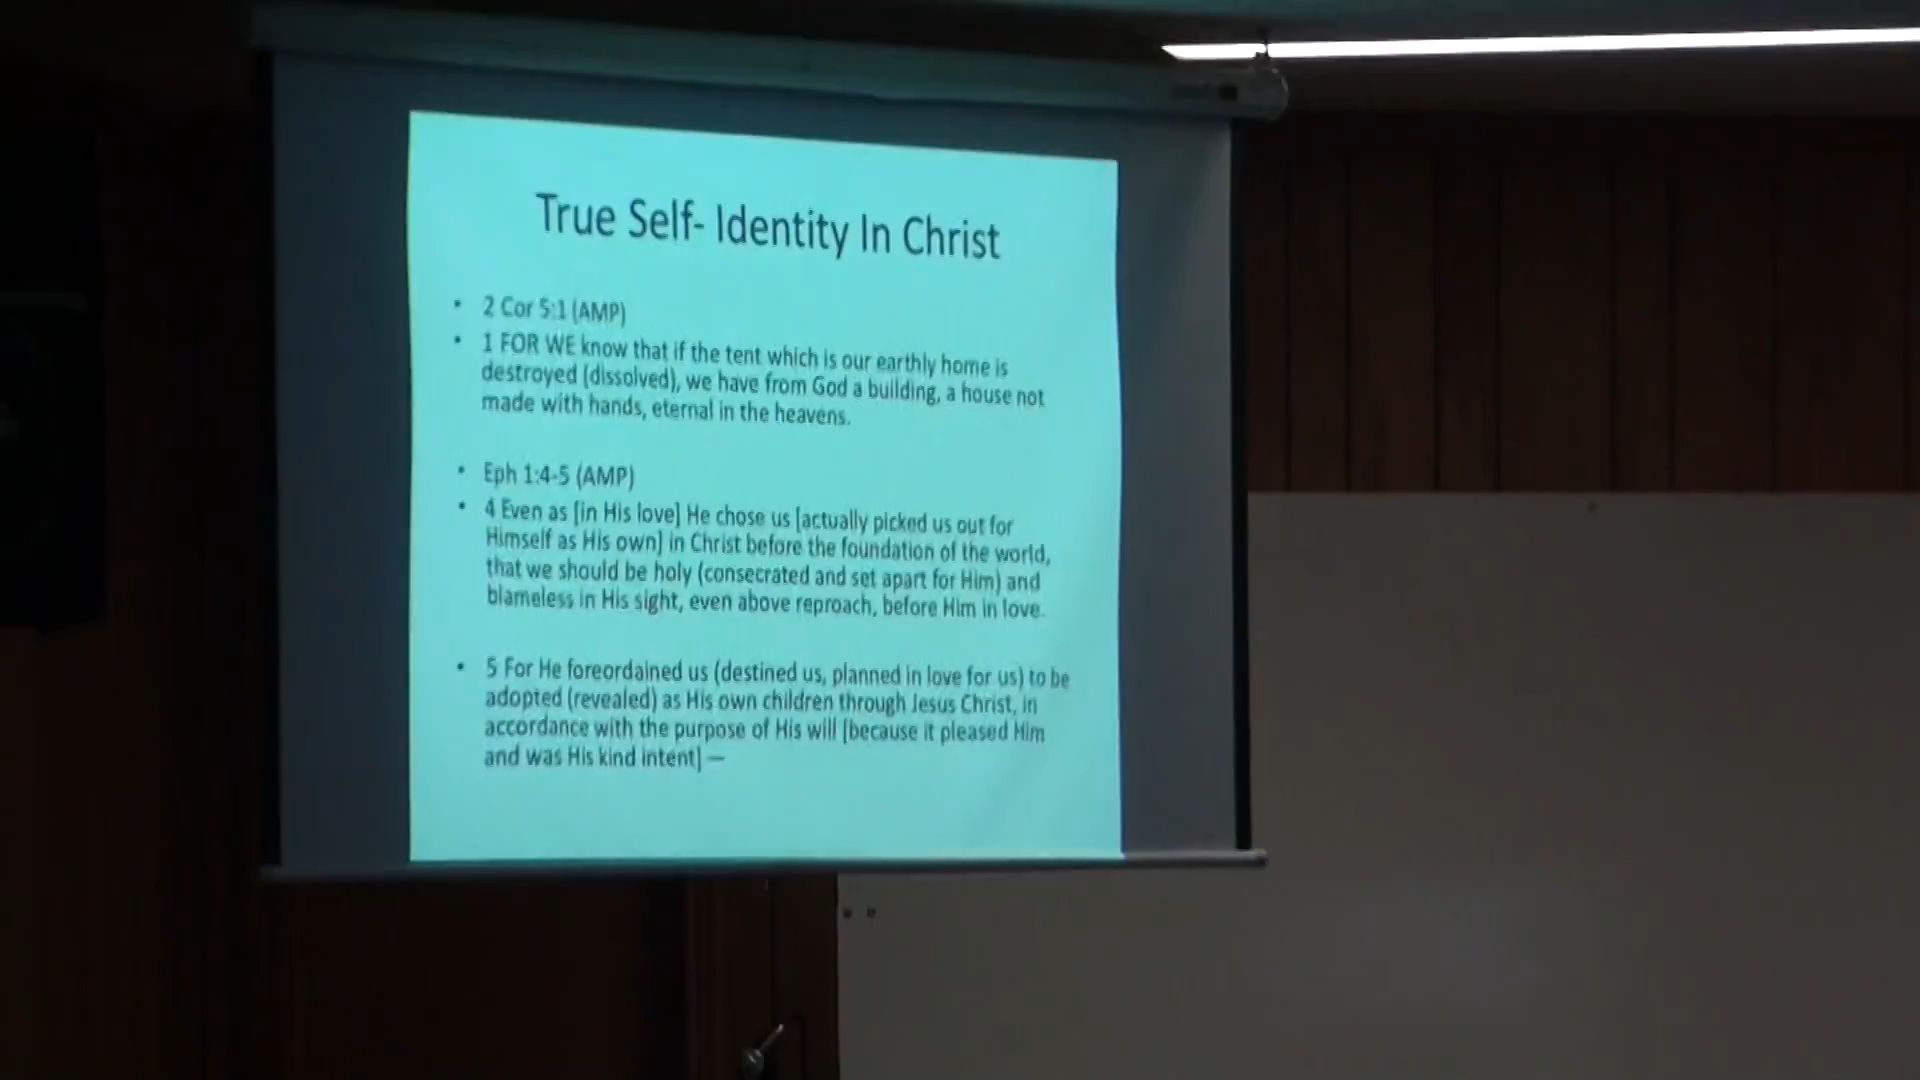 True Self- Identity In Christ
• 2 Cor 5:1 (AMP)
• 1 FOR WE know that if the tent which is our earthly home is
destroyed (dissolved), we have from God a building, a house not
made with hands, eternal in the heavens.
• Eph 1:4-5 (AMP)
• 4 Even as [in His love] He chose us [actually picked us out for
Himself as His own] in Christ before the foundation of the world,
that we should be holy (consecrated and set apart for Him) and
blameless in His sight, even above reproach, before Him in love.
• 5 For He foreordained us (destined us, planned in love for us) to be
adopted (revealed) as His own children through Jesus Christ, in
accordance with the purpose of His will [because it pleased Him
and was His kind intent] —